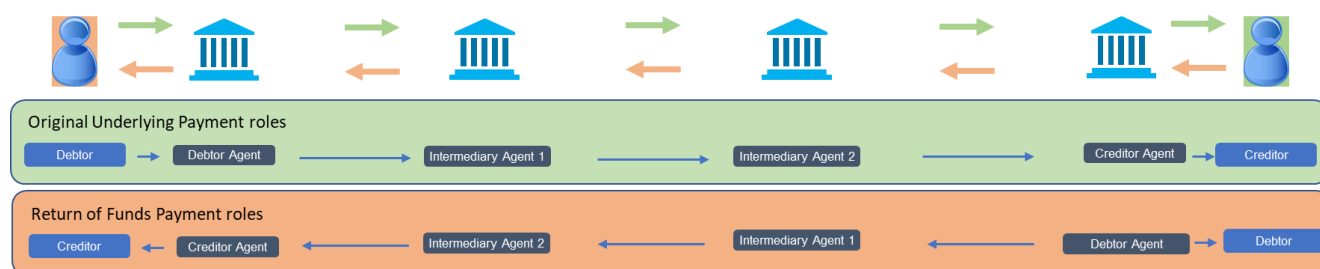 Original Underlying Payment roles
Debtor Debtor Agent Intermediary Agent 1 Intermediary Agent 2 Creditor Agent Creditor
Return of Funds Payment roles
Creditor Creditor Agent Intermediary Agent 2 Intermediary Agent 1 Debtor Agent Debtor